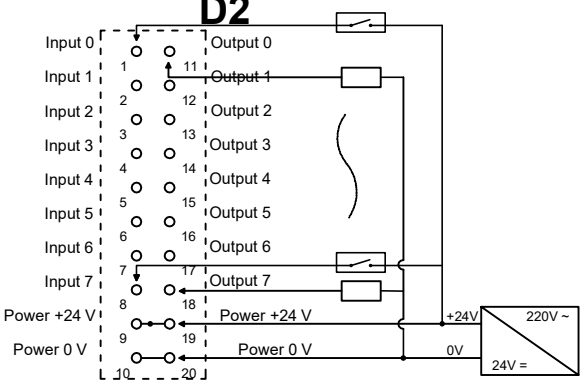 D2
Input 0 Output 0
1 11
Input 1 Output 1
2 12
Input 2 Output 2
3 13
Input 3 Output 3
4 14
Input 4 Output 4
5 15
Input 5 Output 5
6 16
Input 6 Output 6
7 17
Input 7 Output 7
8 18
Power +24 V Power +24 V +24V 220V ~
9 19
Power 0 V Power 0 V 0V
24V =
10 20